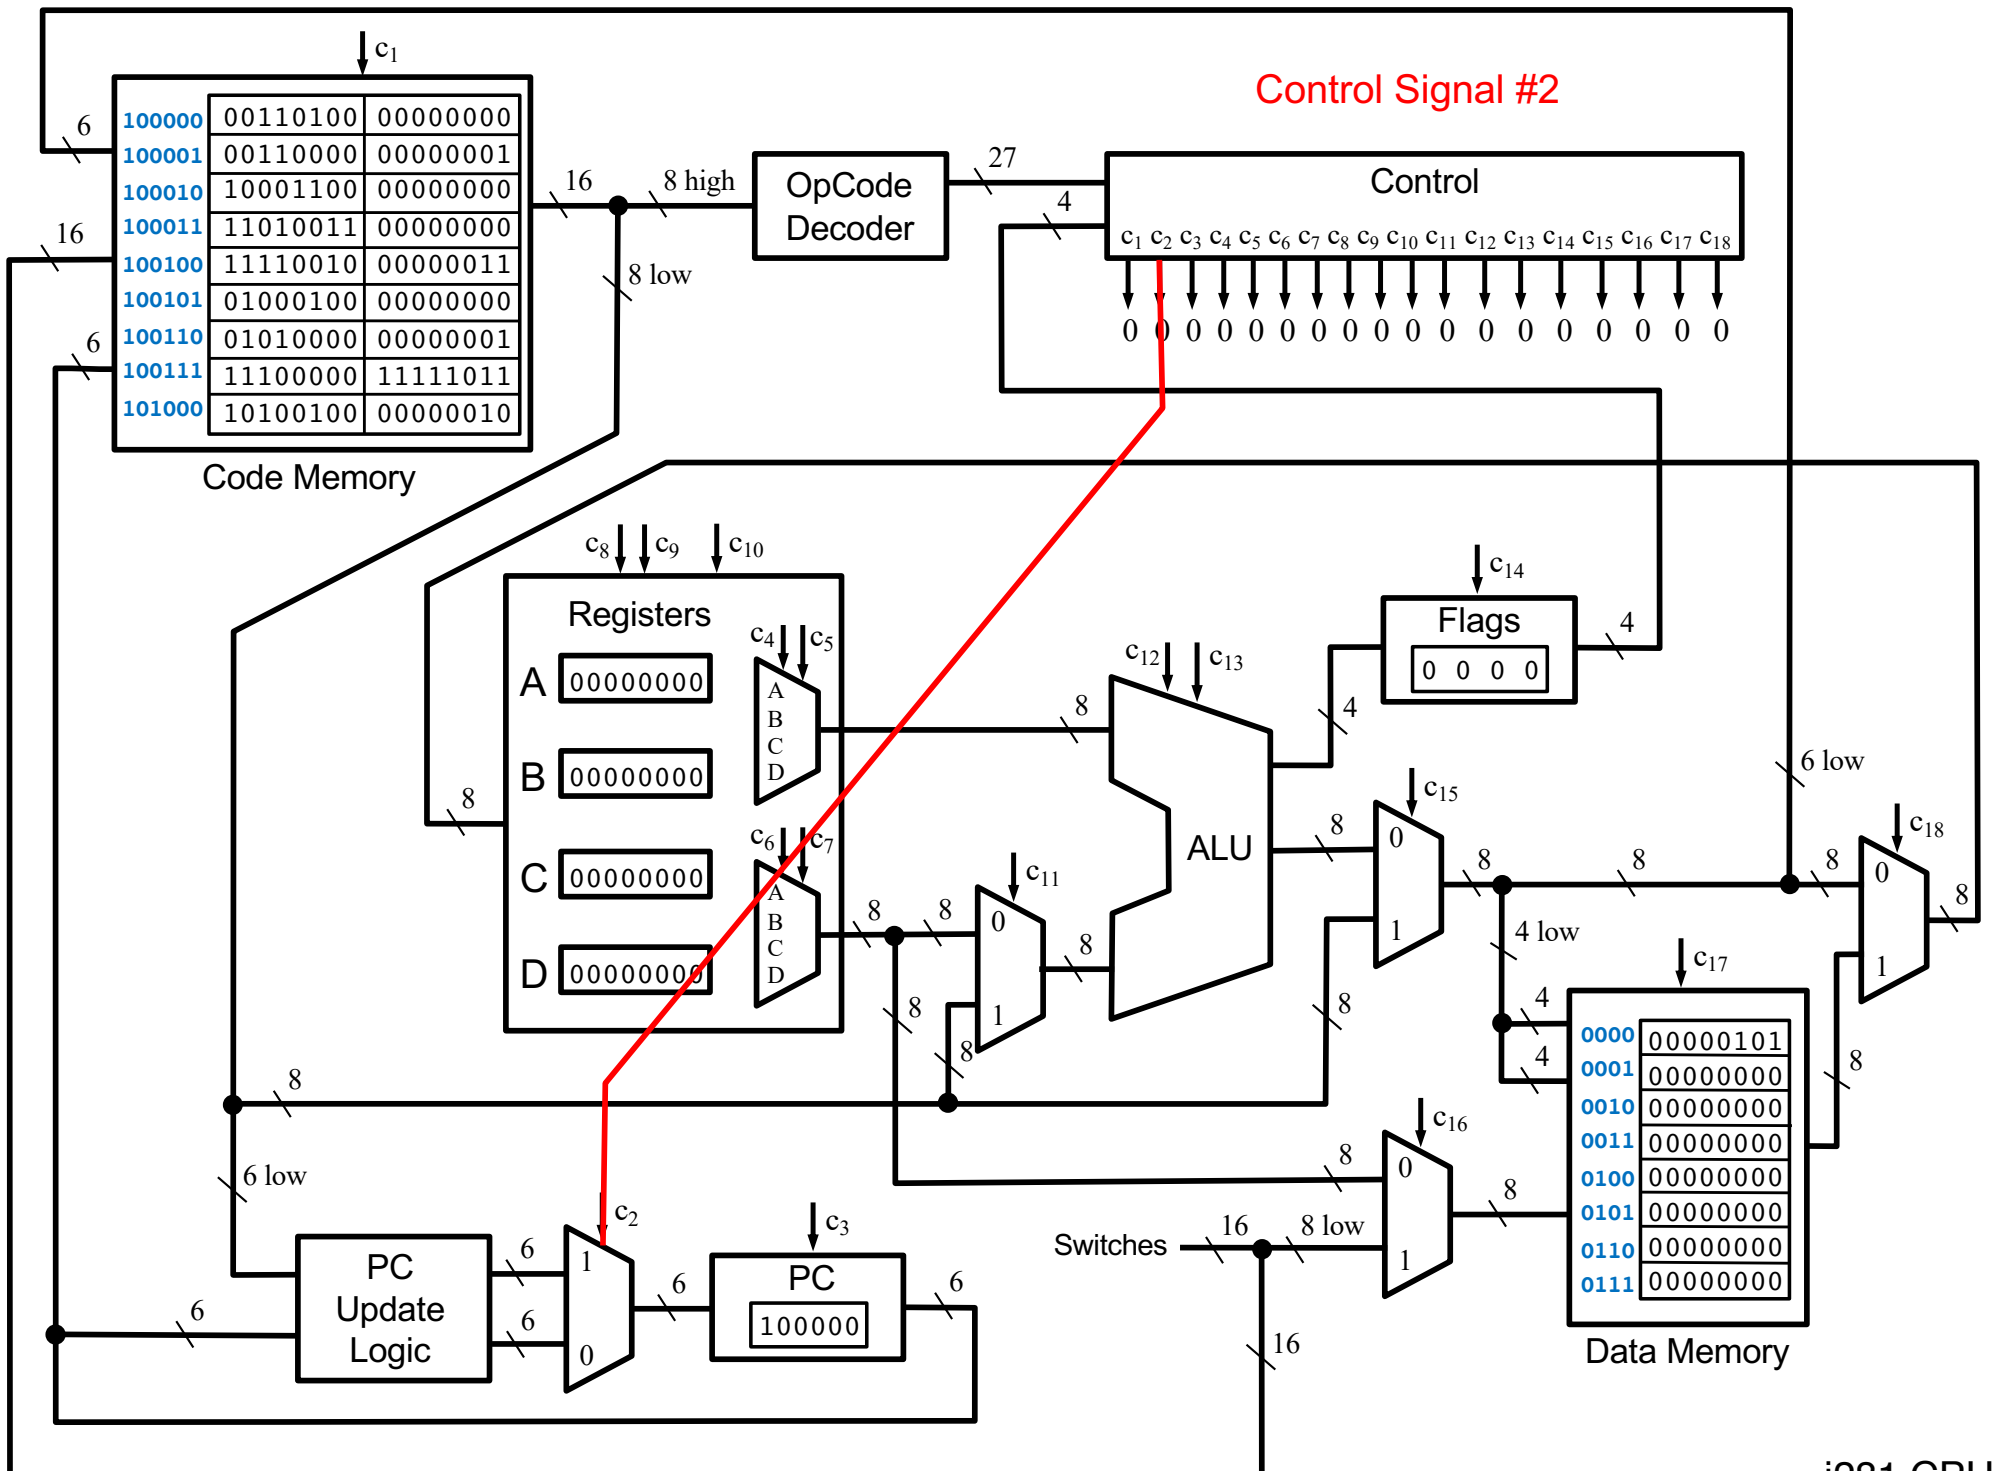 c1
Control Signal #2
6
100000 00110100 00000000
100001 00110000 00000001
100010 10001100 00000000
100011 11010011 00000000
100100 11110010 00000011
100101 01000100 00000000
100110 01010000 00000001
100111 11100000 11111011
101000 10100100 00000010
16
6
Code Memory
16
8 high
8 low
OpCode
Decoder
27
4
Control
c1 c2 c3 c4 c5 c6 c7 c8 c9 c10 c11 c12 c13 c14 c15 c16 c17 c18
0 0 0 0 0 0 0 0 0 0 0 0 0 0 0 0 0 0
c8 c9 c10
Registers
c4 c5
A 00000000
B 00000000
C 00000000
D 00000000
A
B
C
D
c6 c7
A
B
C
D
8
8
8
8
8
c11
0
1
8
8
c12 c13
ALU
4
8
c14
Flags
0 0 0 0
4
c15
0
1
8
8
8
6 low
8
c18
0
1
8
4 low
4
4
c17
0000 00000101
0001 00000000
0010 00000000
0011 00000000
0100 00000000
0101 00000000
0110 00000000
0111 00000000
8
Data Memory
8
6 low
PC
Update
Logic
6
6
6
c2
1
0
6
c3
PC
100000
6
8
c16
0
1
8
Switches
16
8 low
16